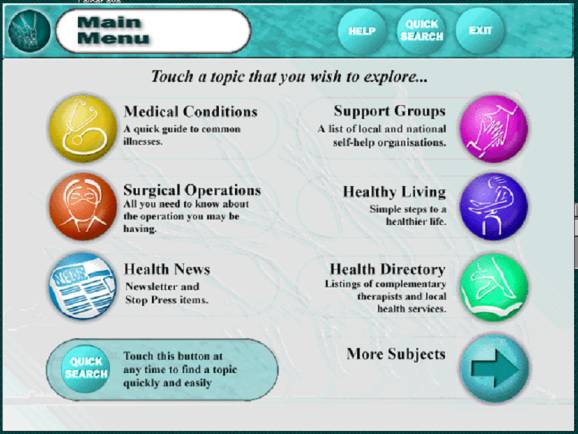 Main
Menu
HELP
QUICK
SEARCH
EXIT
Touch a topic that you wish to explore...
Medical Conditions
A quick guide to common
illnesses.
Support Groups
A list of local and national
self-help organisations.
Surgical Operations
All you need to know about
the operation you may be
having.
Healthy Living
Simple steps to a
healthier life.
NEWS
Health News
Newsletter and
Stop Press items.
Health Directory
Listings of complementary
therapists and local
health services.
QUICK
SEARCH
Touch this button at
any time to find a topic
quickly and easily
More Subjects